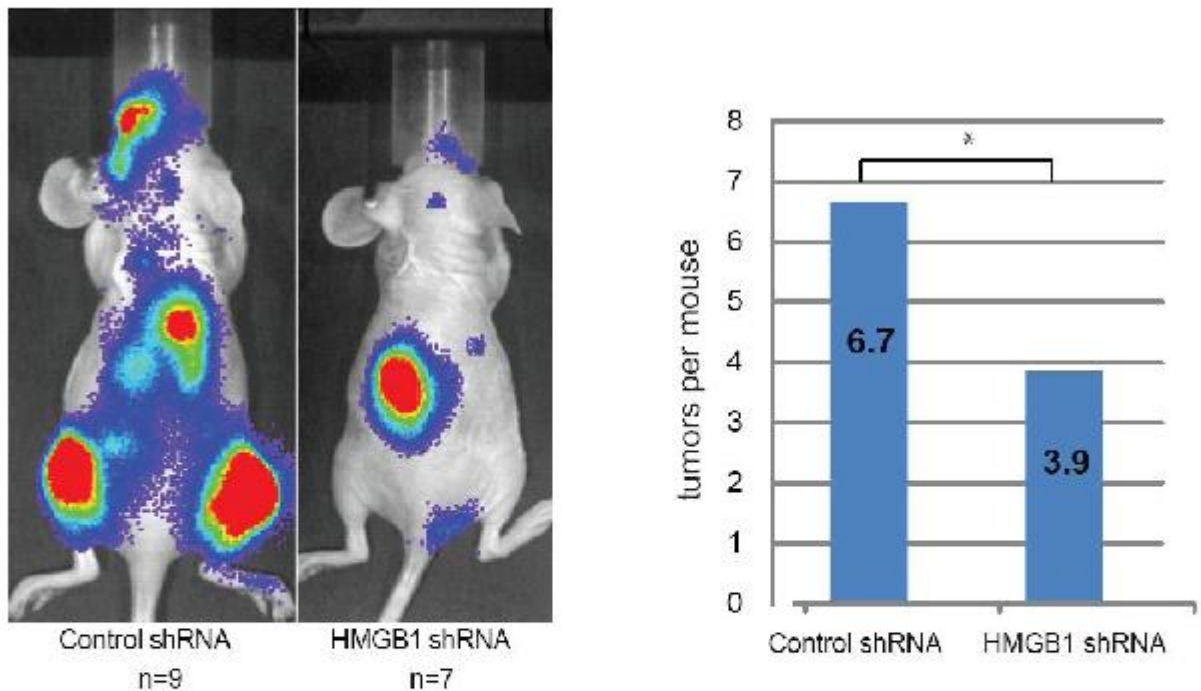 Control shRNA
n=9
HMGB1 shRNA
n=7
8
7
6
5
4
3
2
1
0
tumors per mouse
*
6.7
3.9
Control shRNA
HMGB1 shRNA